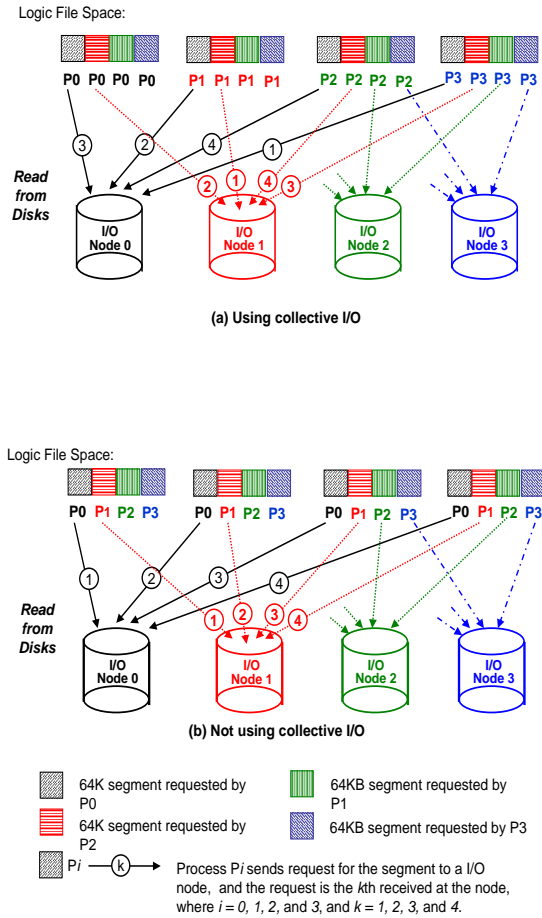 Logic File Space:
P0 P0 P0 P0 P1 P1 P1 P1 P2 P2 P2 P2 P3 P3 P3 P3
3 2 4 1
2 1 4 3
Read
from
Disks
I/O
Node 0
I/O
Node 1
I/O
Node 2
I/O
Node 3
(a) Using collective I/O
Logic File Space:
P0 P1 P2 P3 P0 P1 P2 P3 P0 P1 P2 P3 P0 P1 P2 P3
1 2 3 4
1 2 3 4
Read
from
Disks
I/O
Node 0
I/O
Node 1
I/O
Node 2
I/O
Node 3
(b) Not using collective I/O
64K segment requested by
P0
64KB segment requested by
P1
64K segment requested by
P2
64KB segment requested by P3
Pi k Process Pi sends request for the segment to a I/O
node, and the request is the kth received at the node,
where i = 0, 1, 2, and 3, and k = 1, 2, 3, and 4.